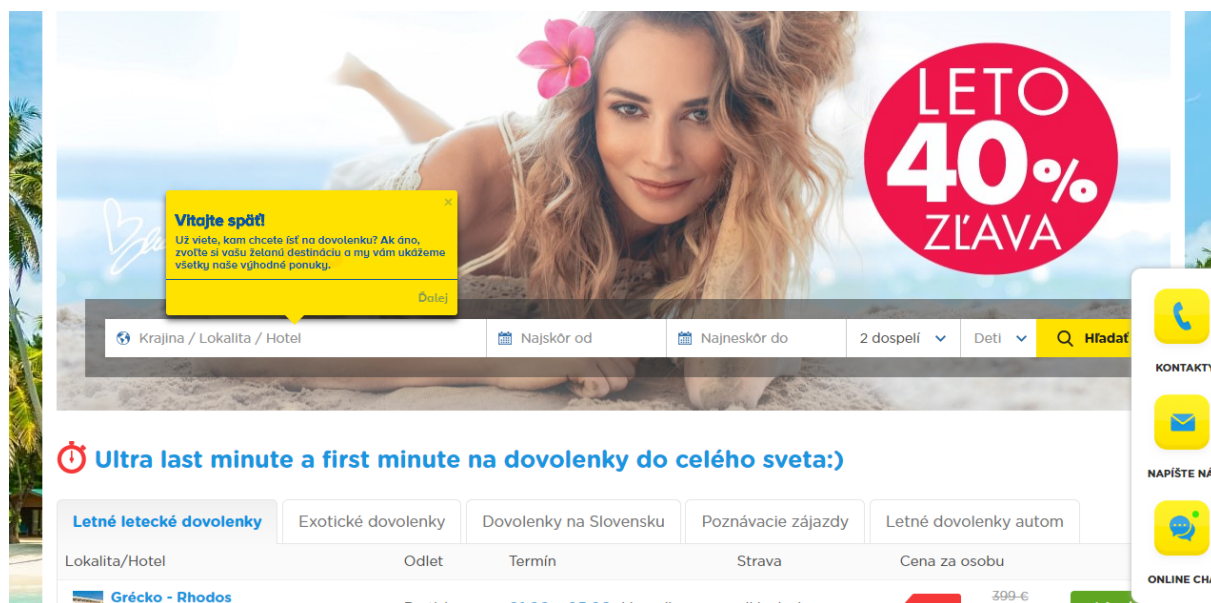 LETO
40%
ZĽAVA
×
Vitajte späť!
Už viete, kam chcete ísť na dovolenku? Ak áno,
zvoľte si vašu želanú destináciu a my vám ukážeme
všetky naše výhodné ponuky.
Ďalej
Krajina / Lokalita / Hotel
Najskôr od
Najneskôr do
2 dospelí
Deti
Hľadať
KONTAKTY
NAPÍŠTE NÁ
ONLINE CHA
Ultra last minute a first minute na dovolenky do celého sveta:)
Letné letecké dovolenky Exotické dovolenky Dovolenky na Slovensku Poznávacie zájazdy Letné dovolenky autom
Lokalita/Hotel Odlet Termín Strava Cena za osobu
Grécko - Rhodos
399 €